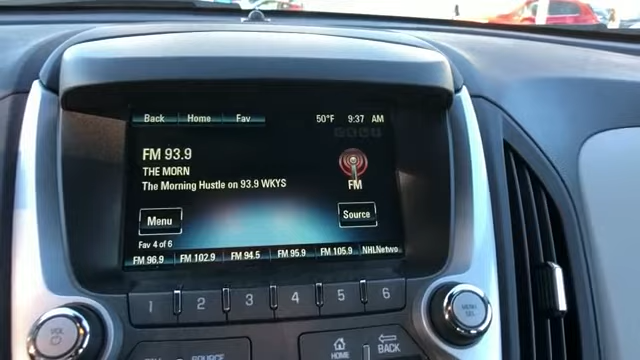 Back Home Fav 50°F 9:37 AM
FM 93.9
THE MORN
The Morning Hustle on 93.9 WKYS
FM
Menu Source
Fav 4 of 6
FM 96.9 FM 102.9 FM 94.5 FM 95.9 FM 105.9 NHLNetwo..
1 2 3 4 5 6
VOL
MENU
SEL
SOURCE
HOME
BACK